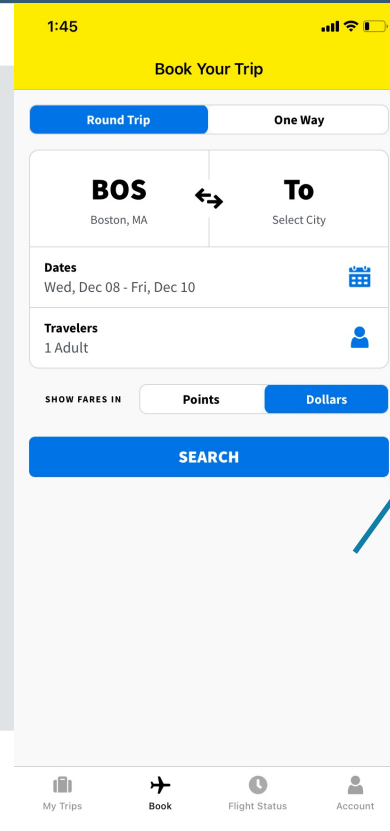 1:45
Book Your Trip
Round Trip One Way
BOS To
Boston, MA Select City
Dates
Wed, Dec 08 - Fri, Dec 10
Travelers
1 Adult
SHOW FARES IN Points Dollars
SEARCH
My Trips Book Flight Status Account